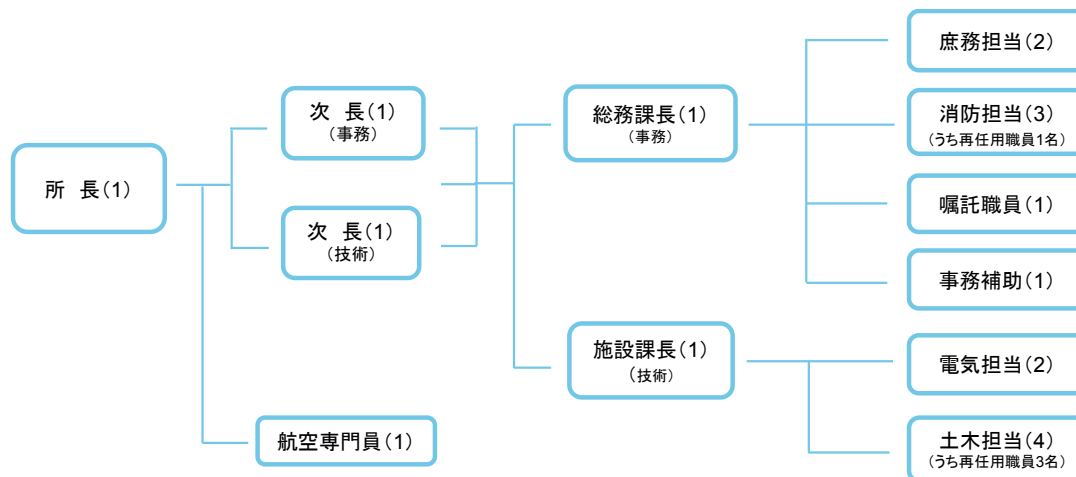 所 長(1)
次 長(1)
(事務)
次 長(1)
(技術)
航空専門員(1)
総務課長(1)
(事務)
施設課長(1)
(技術)
庶務担当(2)
消防担当(3)
(うち再任用職員1名)
嘱託職員(1)
事務補助(1)
電気担当(2)
土木担当(4)
(うち再任用職員3名)